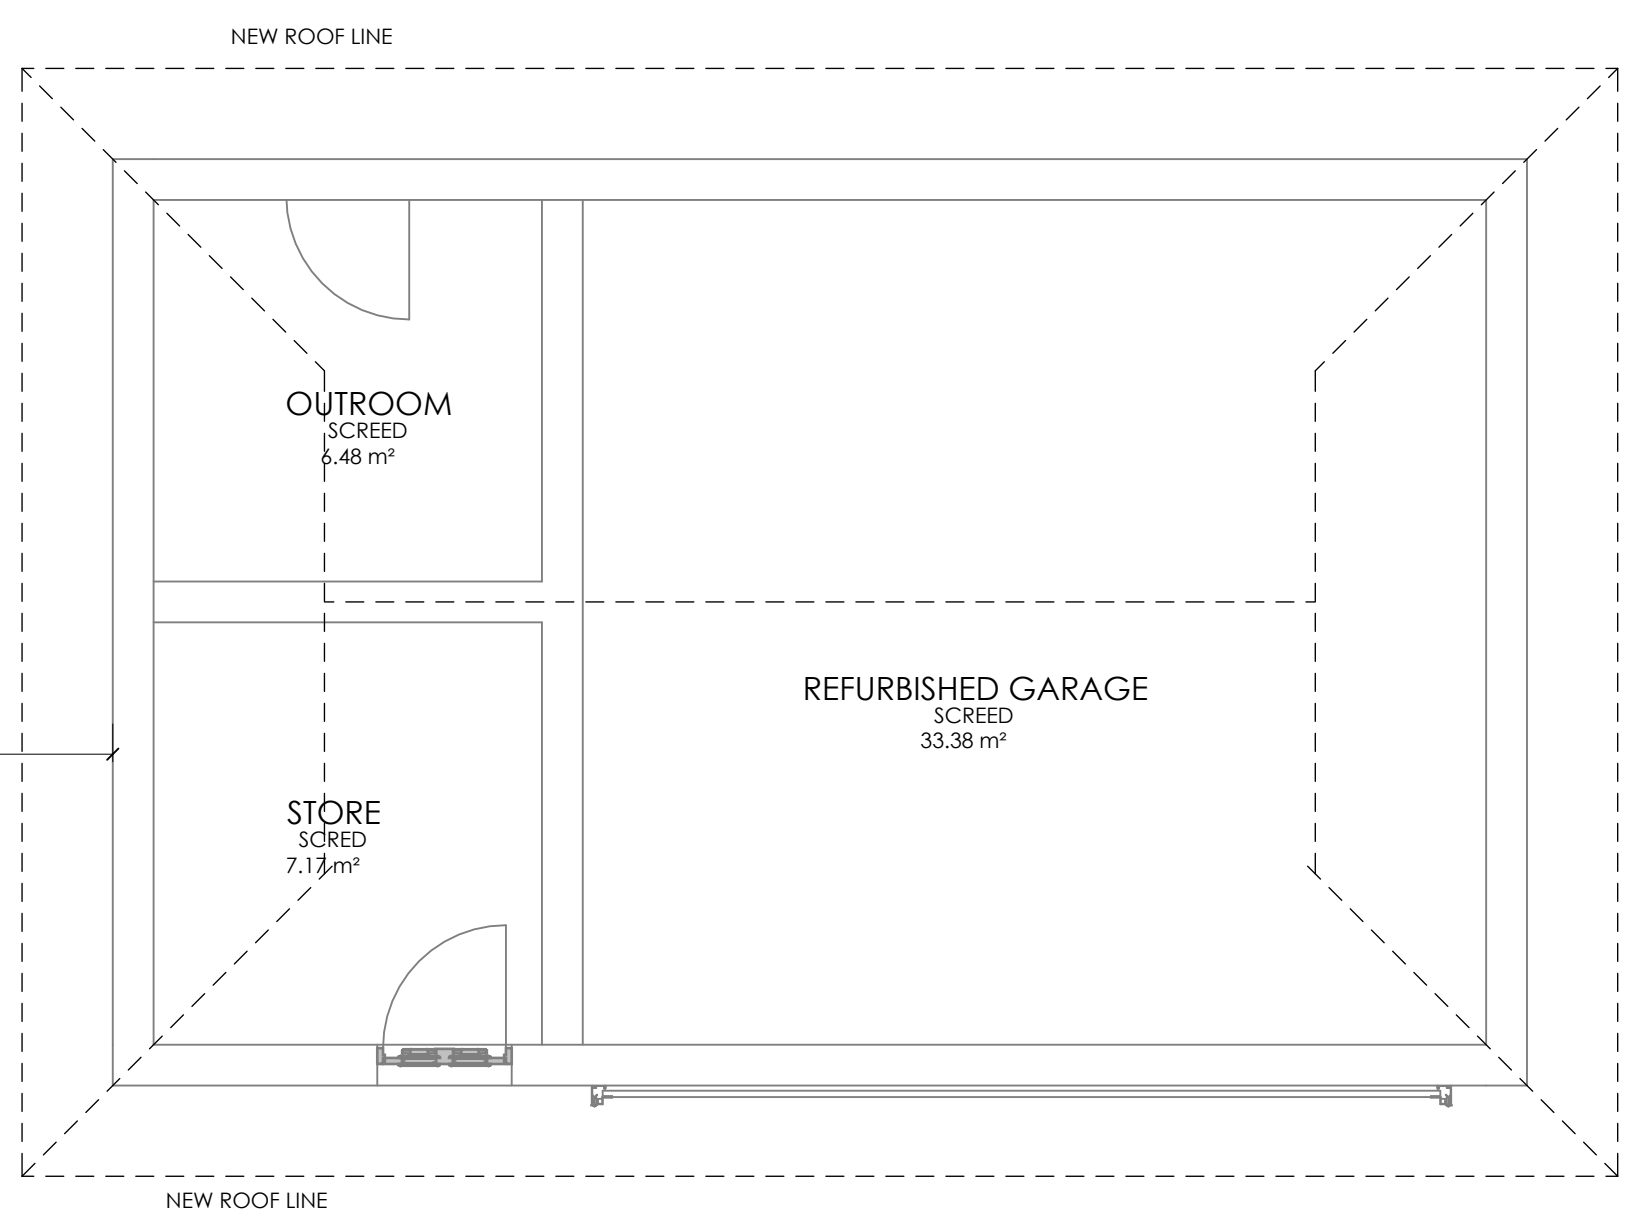 NEW ROOF LINE
OUTROOM
SCREED
6.48 m²
REFURBISHED GARAGE
SCREED
33.38 m²
STORE
SCRED
7.17 m²
NEW ROOF LINE